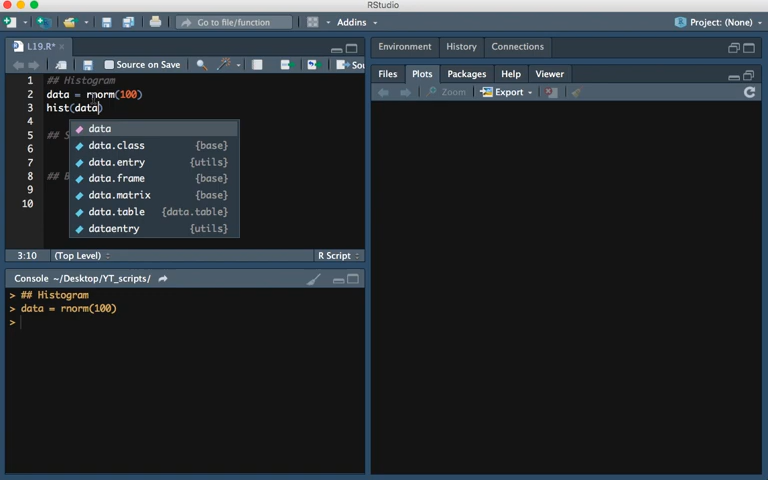 RStudio
Go to file/function
Addins
Project: (None)
L19.R*
Source on Save
Sou
1 ## Histogram
2 data = rnorm(100)
3 hist(data)
4
5 ## S
6
7
8 ## B
9
10
data
data.class {base}
data.entry {utils}
data.frame {base}
data.matrix {base}
data.table {data.table}
dataentry {utils}
3:10 (Top Level) R Script
Console ~/Desktop/YT_scripts/
> ## Histogram
> data = rnorm(100)
>
Environment History Connections
Files Plots Packages Help Viewer
Zoom Export